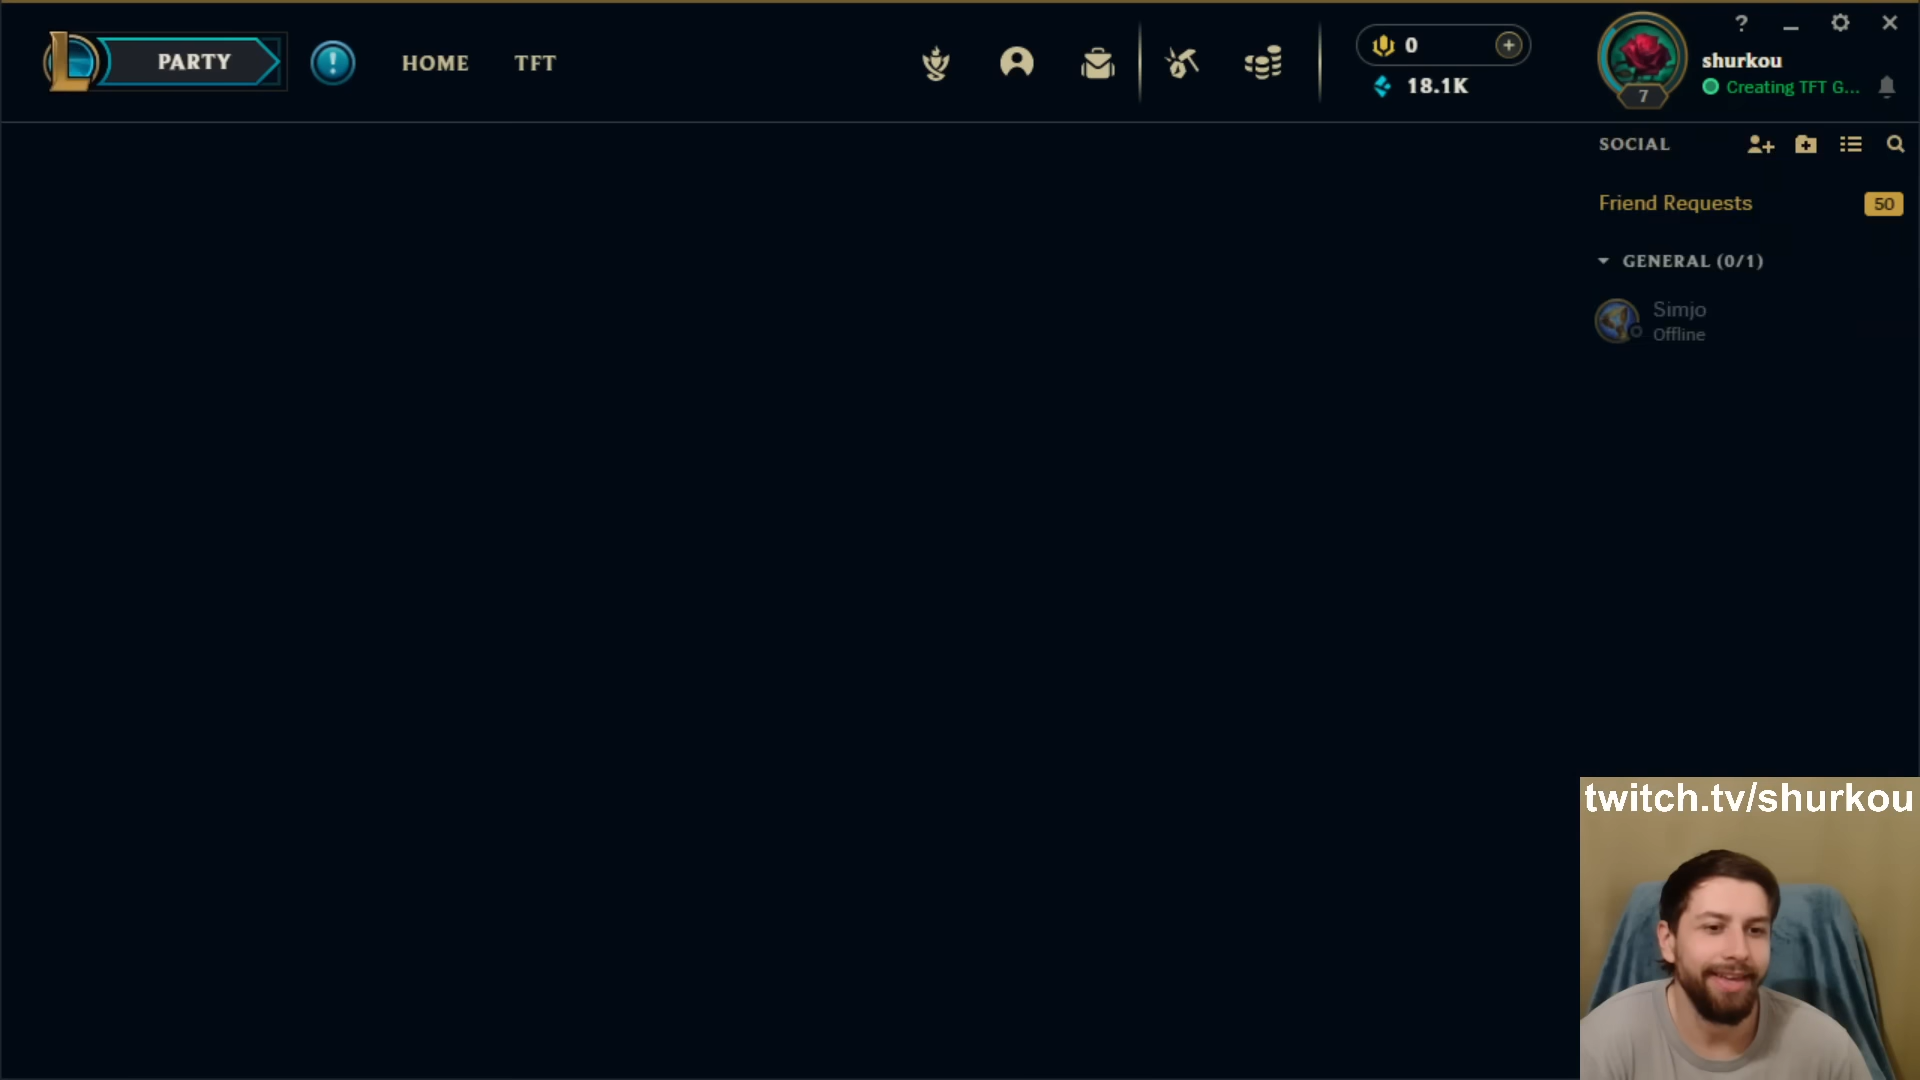 PARTY
HOME
TFT
0
18.1K
7
shurkou
Creating TFT G...
SOCIAL
Friend Requests
50
GENERAL (0/1)
Simjo
Offline
twitch.tv/shurkou